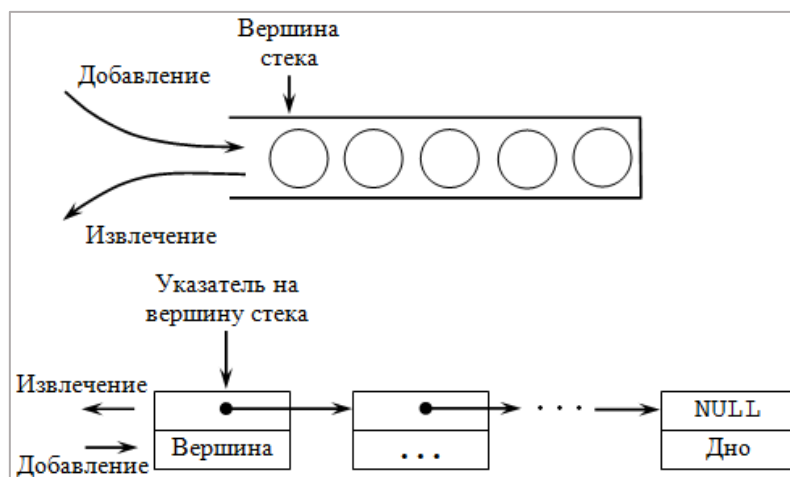 Вершина
стека
Добавление
Извлечение
Указатель на
вершину стека
Извлечение
NULL
Вершина
...
Дно
Добавление